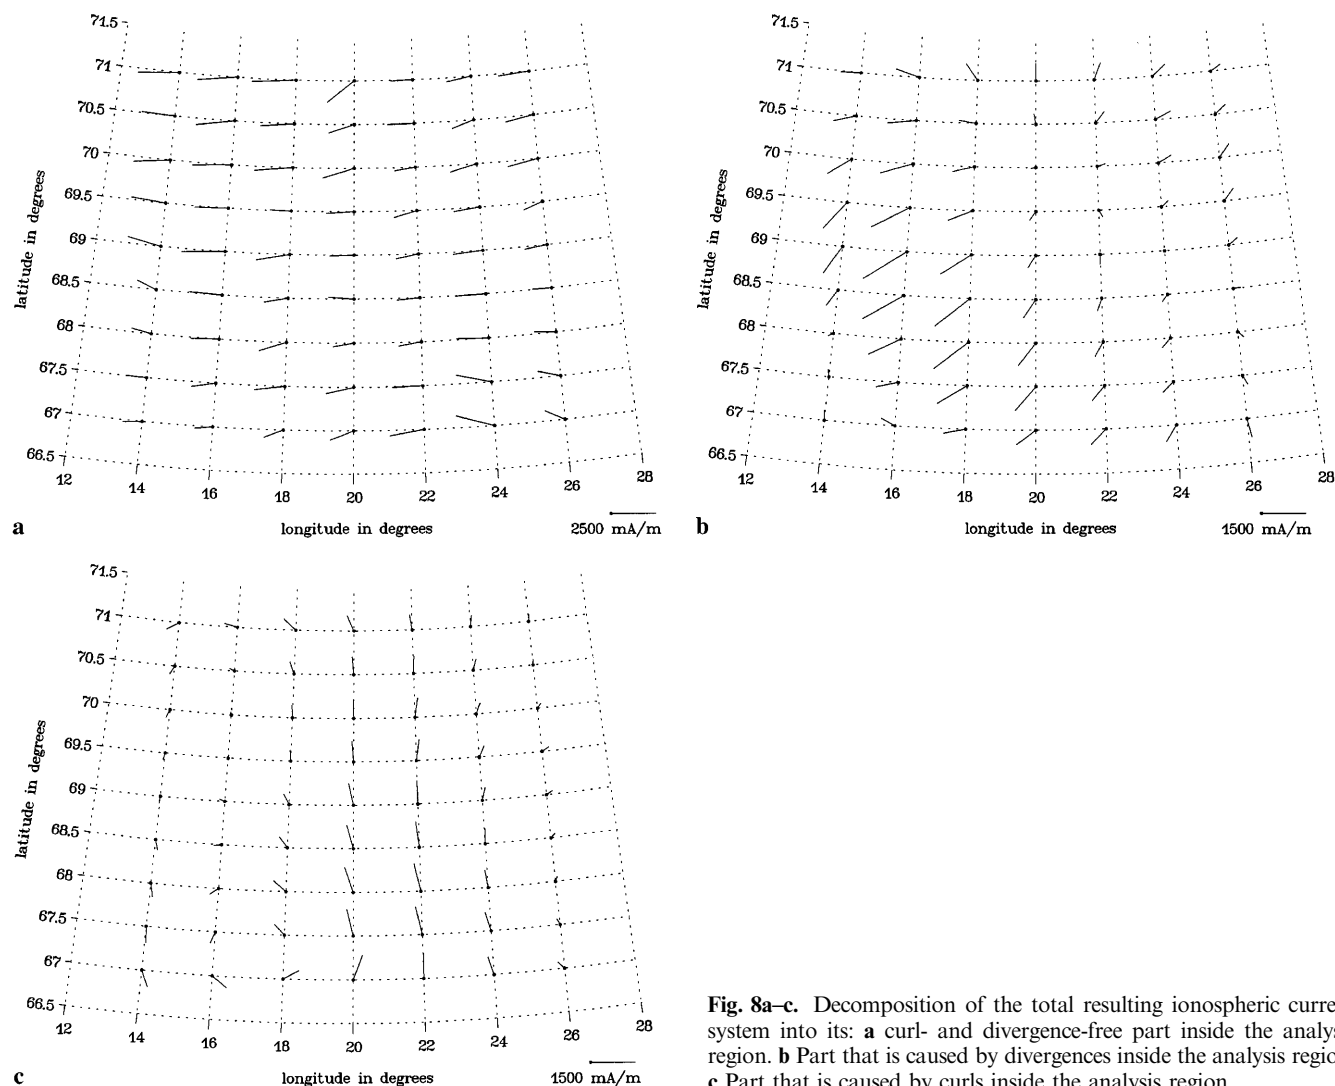 71.5
71
70.5
70
69.5
69
68.5
68
67.5
67
66.5
latitude in degrees
12 14 16 18 20 22 24 26 28
a longitude in degrees 2500 mA/m
71.5
71
70.5
70
69.5
69
68.5
68
67.5
67
66.5
latitude in degrees
12 14 16 18 20 22 24 26 28
b longitude in degrees 1500 mA/m
71.5
71
70.5
70
69.5
69
68.5
68
67.5
67
66.5
latitude in degrees
12 14 16 18 20 22 24 26 28
c longitude in degrees 1500 mA/m
Fig. 8a–c. Decomposition of the total resulting ionospheric curre
system into its: a curl- and divergence-free part inside the analys
region. b Part that is caused by divergences inside the analysis regio
c Part that is caused by curls inside the analysis region